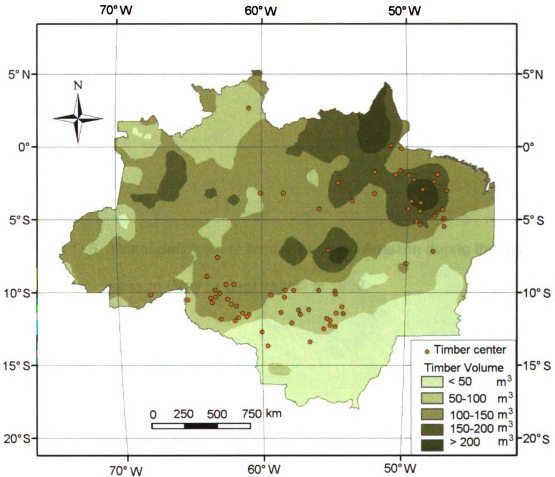 70° W 60° W 50° W
N
5° N 5° N
0° 0°
5° S 5° S
10° S 10° S
15° S 15° S
20° S 20° S
Timber center
Timber Volume
< 50 m³
50-100 m³
100-150 m³
150-200 m³
> 200 m³
0 250 500 750 km
70° W 60° W 50° W